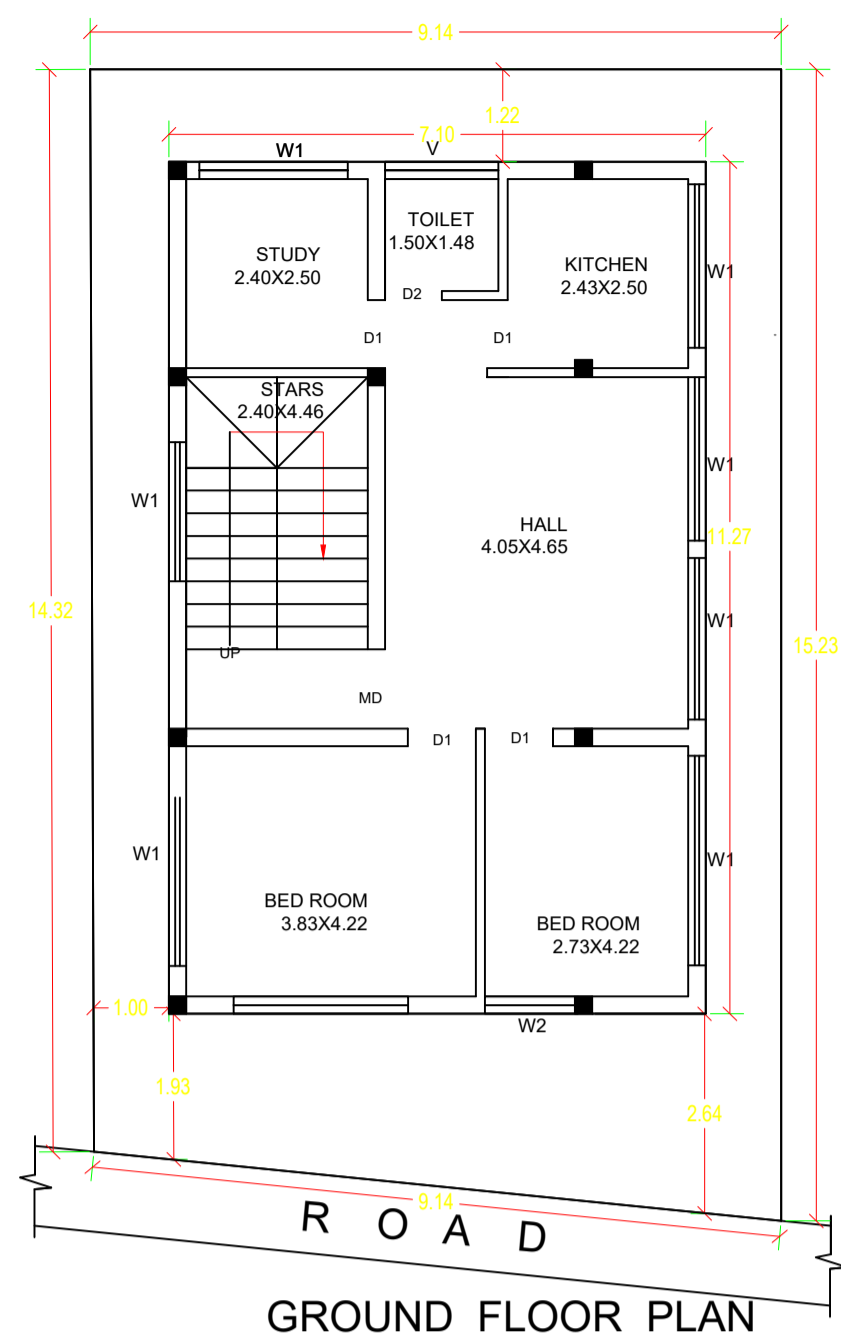 9.14
1.22
7.10
W1
V
TOILET
1.50X1.48
STUDY
2.40X2.50
KITCHEN
2.43X2.50
W1
D2
D1
D1
STARS
2.40X4.46
W1
W1
HALL
4.05X4.65
11.27
14.32
W1
15.23
UP
MD
D1
D1
W1
W1
BED ROOM
3.83X4.22
BED ROOM
2.73X4.22
1.00
W2
1.93
2.64
9.14
ROAD
GROUND FLOOR PLAN